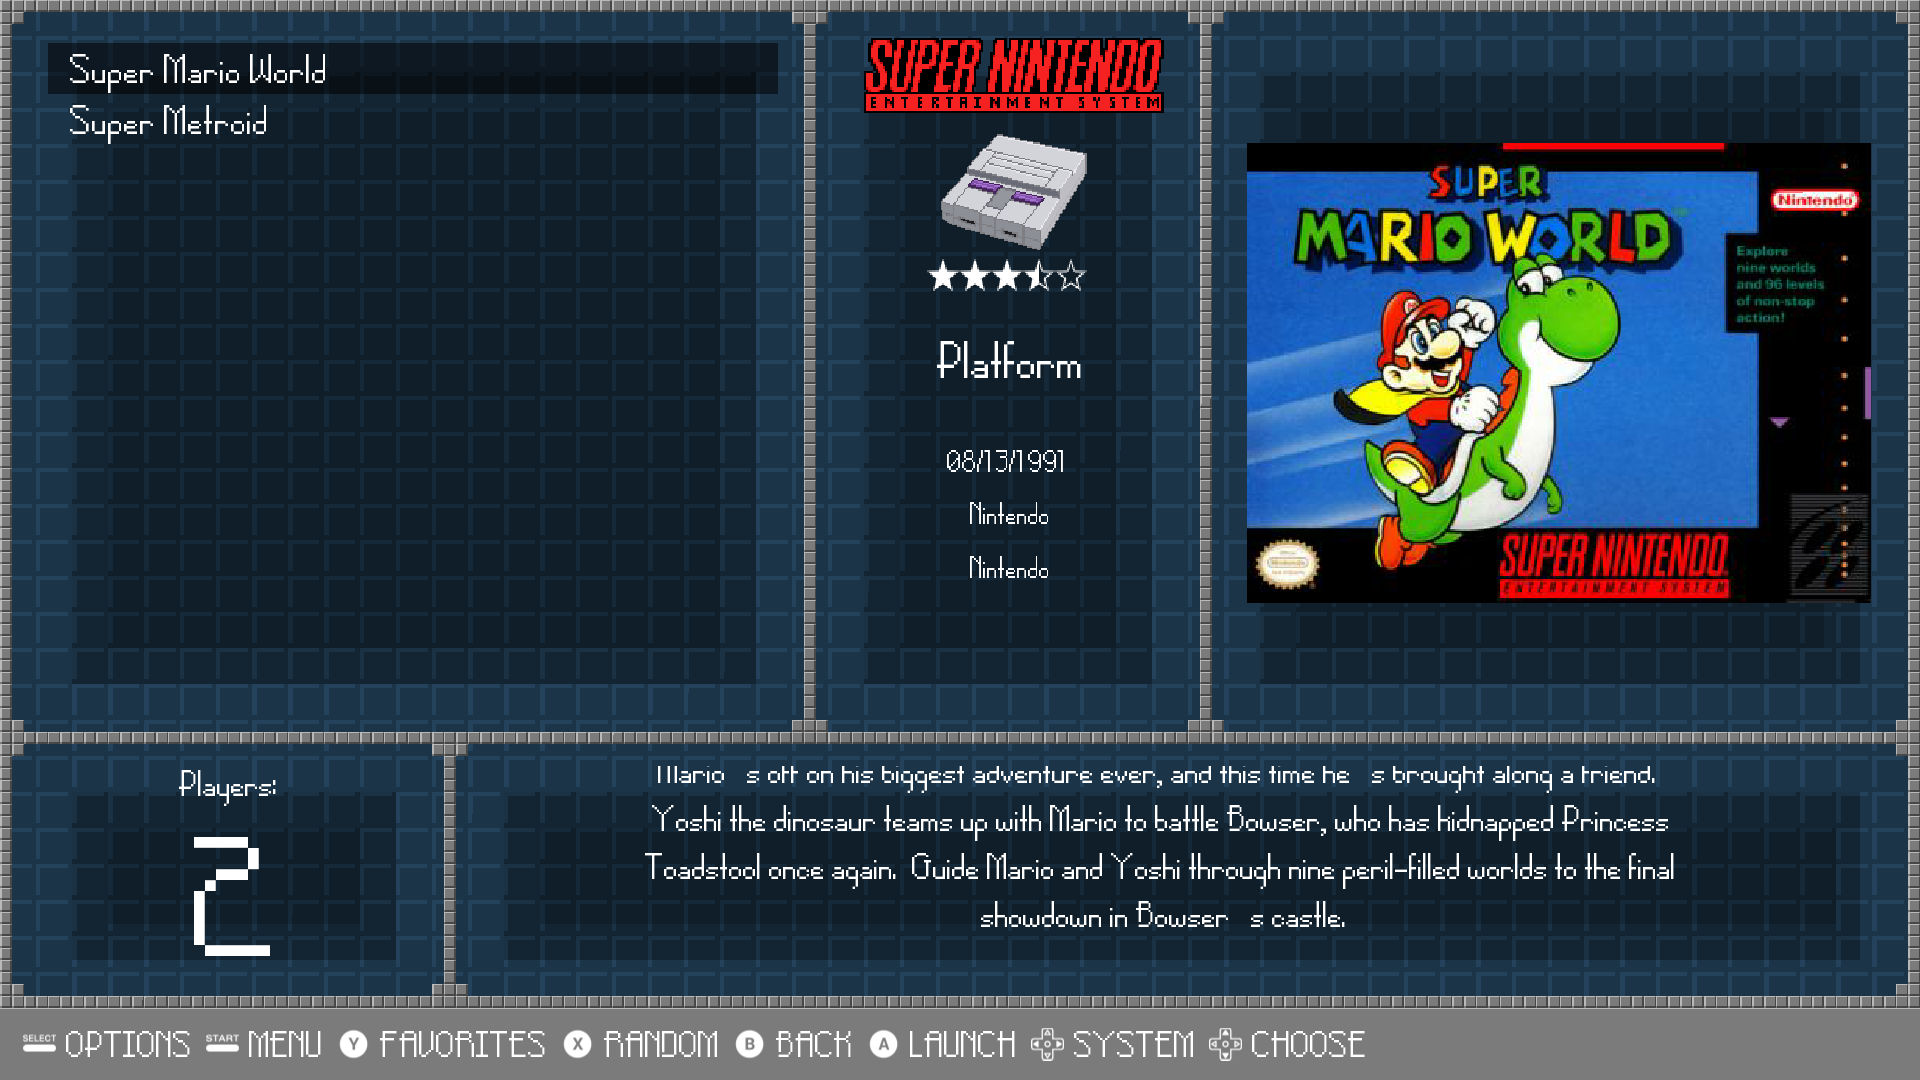 Super Mario World
Super Metroid
SUPER NINTENDO
ENTERTAINMENT SYSTEM
Platform
08/13/1991
Nintendo
Nintendo
SUPER
MARIO WORLD
Nintendo
Explore
nine worlds
and 96 levels
of non-stop
action!
Nintendo
SUPER NINTENDO
ENTERTAINMENT SYSTEM
Players:
2
Mario s off on his biggest adventure ever, and this time he s brought along a friend.
Yoshi the dinosaur teams up with Mario to battle Bowser, who has kidnapped Princess
Toadstool once again. Guide Mario and Yoshi through nine peril-filled worlds to the final
showdown in Bowser s castle.
SELECT OPTIONS START MENU Y FAVORITES X RANDOM B BACK A LAUNCH SYSTEM CHOOSE